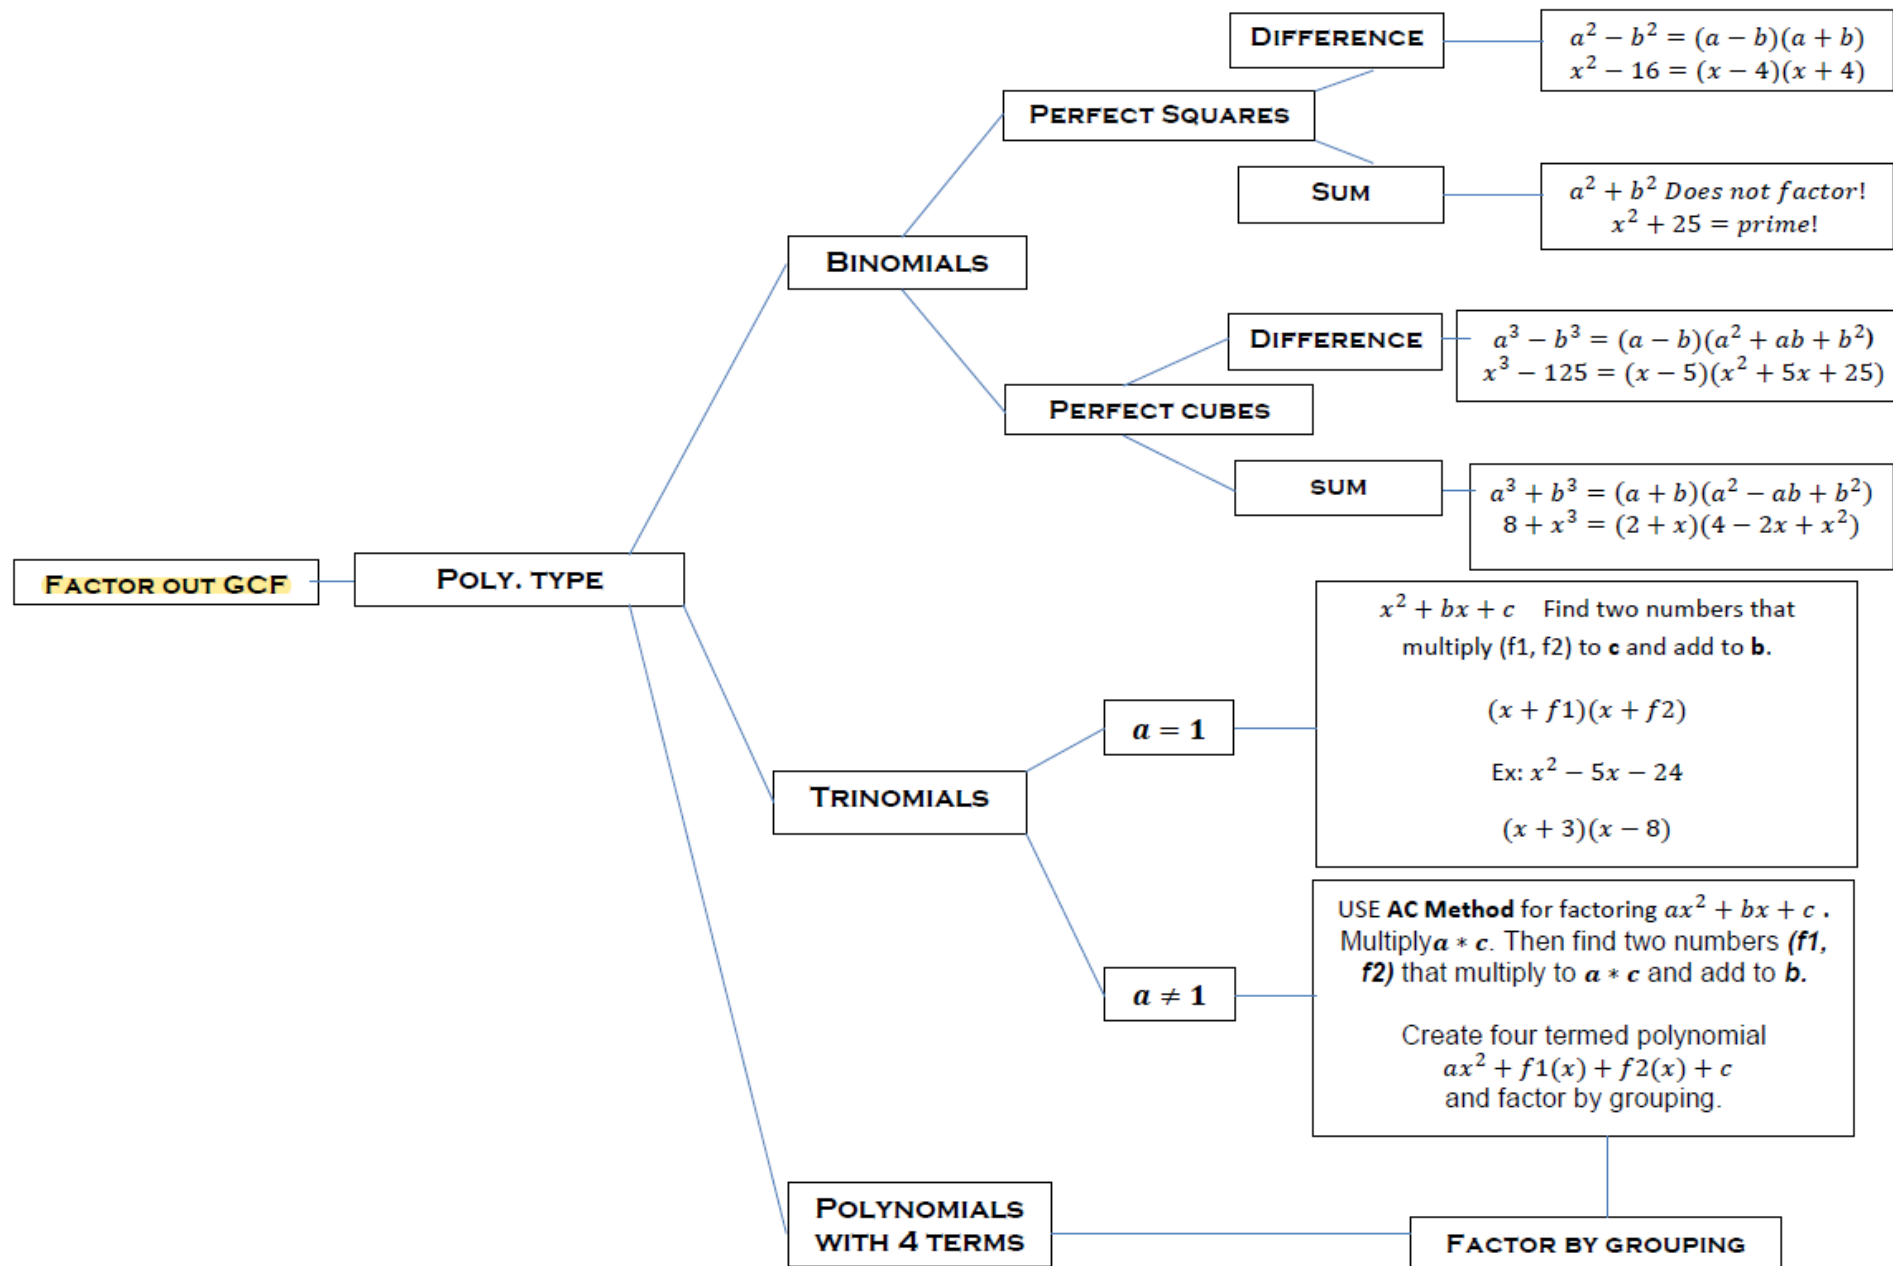 DIFFERENCE
a² − b² = (a − b)(a + b)
x² − 16 = (x − 4)(x + 4)
PERFECT SQUARES
SUM
a² + b² Does not factor!
x² + 25 = prime!
BINOMIALS
DIFFERENCE
a³ − b³ = (a − b)(a² + ab + b²)
x³ − 125 = (x − 5)(x² + 5x + 25)
PERFECT CUBES
SUM
a³ + b³ = (a + b)(a² − ab + b²)
8 + x³ = (2 + x)(4 − 2x + x²)
FACTOR OUT GCF
POLY. TYPE
x² + bx + c Find two numbers that
multiply (f1, f2) to c and add to b.
(x + f1)(x + f2)
Ex: x² − 5x − 24
(x + 3)(x − 8)
a = 1
TRINOMIALS
a ≠ 1
USE AC Method for factoring ax² + bx + c .
Multiply a * c. Then find two numbers (f1,
f2) that multiply to a * c and add to b.
Create four termed polynomial
ax² + f1(x) + f2(x) + c
and factor by grouping.
POLYNOMIALS
WITH 4 TERMS
FACTOR BY GROUPING